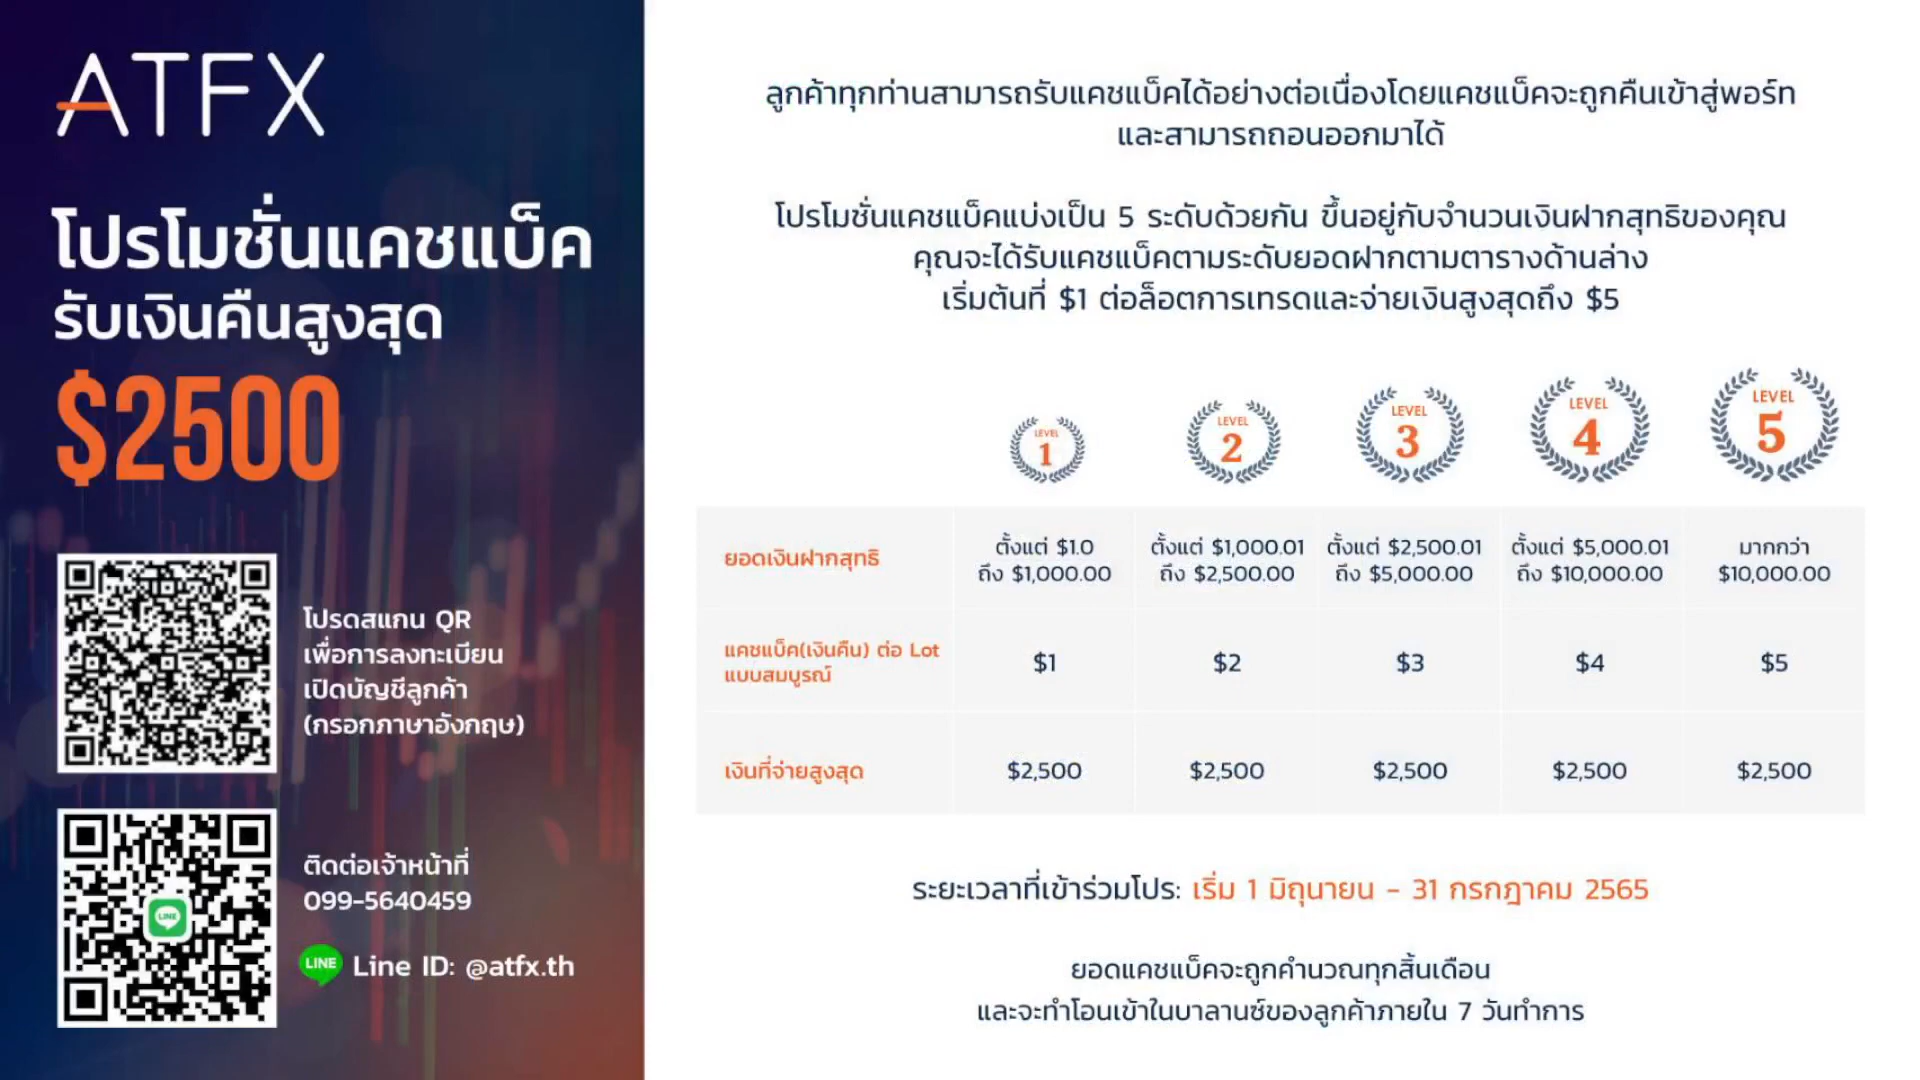 ATFX
โปรโมชั่นแคชแบ็ค
รับเงินคืนสูงสุด
$2500
โปรดสแกน QR
เพื่อการลงทะเบียน
เปิดบัญชีลูกค้า
(กรอกภาษาอังกฤษ)
LINE
ติดต่อเจ้าหน้าที่
099-5640459
LINE Line ID: @atfx.th
ลูกค้าทุกท่านสามารถรับแคชแบ็คได้อย่างต่อเนื่องโดยแคชแบ็คจะถูกคืนเข้าสู่พอร์ท
และสามารถถอนออกมาได้
โปรโมชั่นแคชแบ็คแบ่งเป็น 5 ระดับด้วยกัน ขึ้นอยู่กับจำนวนเงินฝากสุทธิของคุณ
คุณจะได้รับแคชแบ็คตามระดับยอดฝากตามตารางด้านล่าง
เริ่มต้นที่ $1 ต่อล็อตการเทรดและจ่ายเงินสูงสุดถึง $5
LEVEL 1 LEVEL 2 LEVEL 3 LEVEL 4 LEVEL 5
ยอดเงินฝากสุทธิ
ตั้งแต่ $1.0 ตั้งแต่ $1,000.01 ตั้งแต่ $2,500.01 ตั้งแต่ $5,000.01 มากกว่า
ถึง $1,000.00 ถึง $2,500.00 ถึง $5,000.00 ถึง $10,000.00 $10,000.00
แคชแบ็ค(เงินคืน) ต่อ Lot
แบบสมบูรณ์
$1 $2 $3 $4 $5
เงินที่จ่ายสูงสุด $2,500 $2,500 $2,500 $2,500 $2,500
ระยะเวลาที่เข้าร่วมโปร: เริ่ม 1 มิถุนายน - 31 กรกฎาคม 2565
ยอดแคชแบ็คจะถูกคำนวณทุกสิ้นเดือน
และจะทำโอนเข้าในบาลานซ์ของลูกค้าภายใน 7 วันทำการ